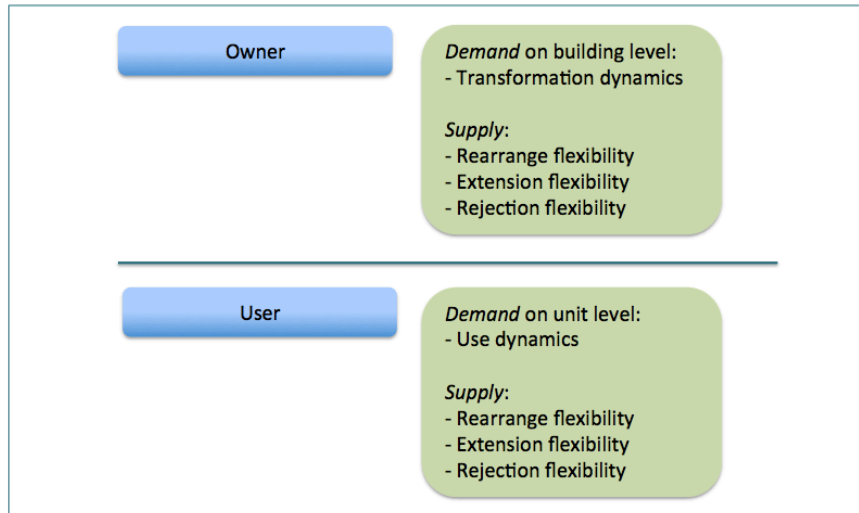 Owner
Demand on building level:
- Transformation dynamics
Supply:
- Rearrange flexibility
- Extension flexibility
- Rejection flexibility
User
Demand on unit level:
- Use dynamics
Supply:
- Rearrange flexibility
- Extension flexibility
- Rejection flexibility